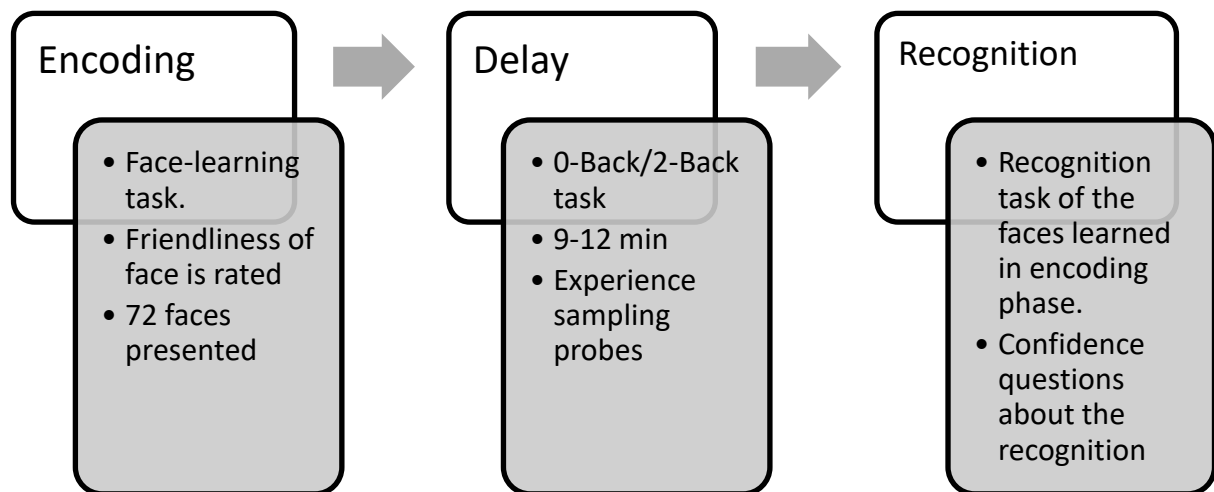 Encoding
• Face-learning
task.
• Friendliness of
face is rated
• 72 faces
presented
Delay
• 0-Back/2-Back
task
• 9-12 min
• Experience
sampling
probes
Recognition
• Recognition
task of the
faces learned
in encoding
phase.
• Confidence
questions
about the
recognition